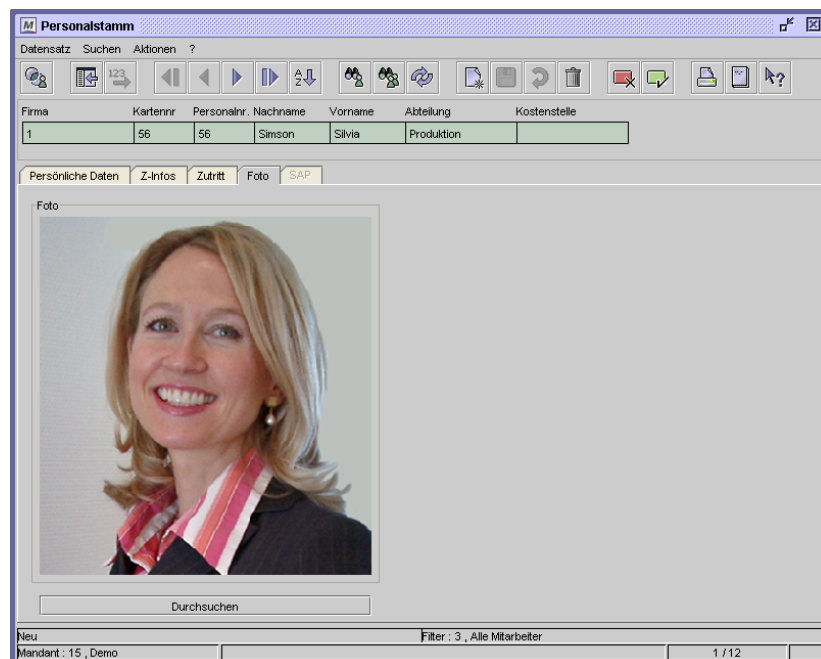 M Personalstamm
Datensatz Suchen Aktionen ?
123
A Z
?
Firma Kartennr Personalnr. Nachname Vorname Abteilung Kostenstelle
1 56 56 Simson Silvia Produktion
Persönliche Daten Z-Infos Zutritt Foto SAP
Foto
Durchsuchen
Neu Filter : 3 , Alle Mitarbeiter
Mandant : 15 , Demo 1 / 12